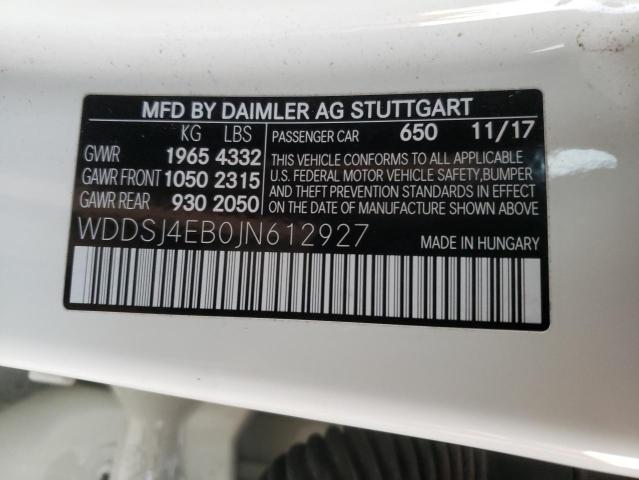 MFD BY DAIMLER AG STUTTGART
KG LBS PASSENGER CAR 650 11/17
GVWR 1965 4332 THIS VEHICLE CONFORMS TO ALL APPLICABLE
GAWR FRONT 1050 2315 U.S. FEDERAL MOTOR VEHICLE SAFETY,BUMPER
GAWR REAR 930 2050 AND THEFT PREVENTION STANDARDS IN EFFECT
ON THE DATE OF MANUFACTURE SHOWN ABOVE.
WDDSJ4EB0JN612927 MADE IN HUNGARY